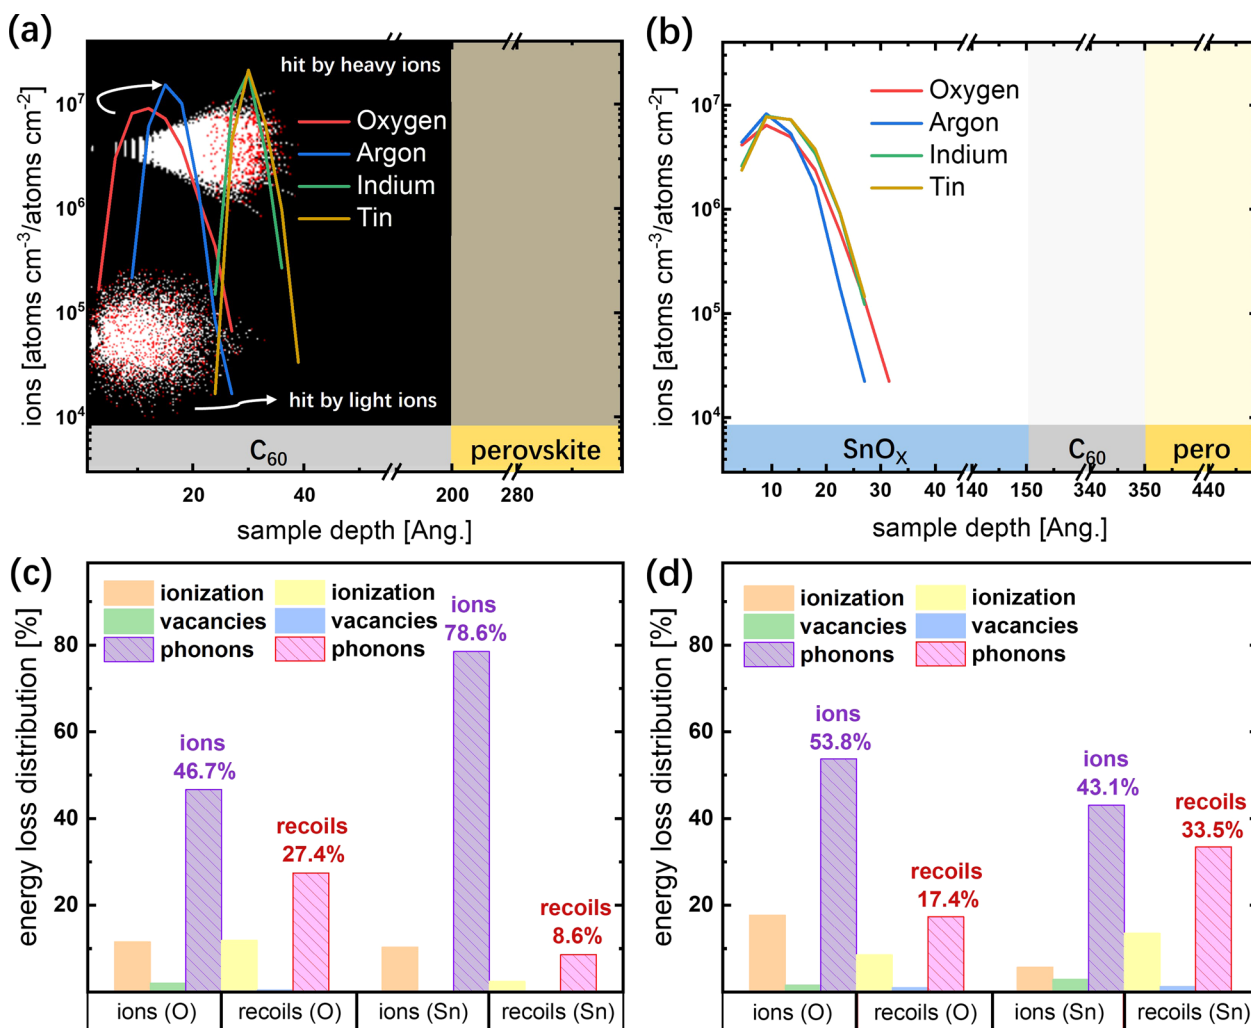 (a)
ions [atoms cm⁻³/atoms cm⁻²]
10⁷
10⁶
10⁵
10⁴
hit by heavy ions
Oxygen
Argon
Indium
Tin
hit by light ions
C₆₀
perovskite
20 40 200 280
sample depth [Ang.]
(b)
ions [atoms cm⁻³/atoms cm⁻²]
10⁷
10⁶
10⁵
10⁴
Oxygen
Argon
Indium
Tin
SnOₓ
C₆₀
pero
10 20 30 40 140 150 340 350 440
sample depth [Ang.]
(c)
energy loss distribution [%]
80
60
40
20
ionization ionization
vacancies vacancies
phonons phonons
ions
46.7%
recoils
27.4%
ions
78.6%
recoils
8.6%
ions (O) recoils (O) ions (Sn) recoils (Sn)
(d)
energy loss distribution [%]
80
60
40
20
ionization ionization
vacancies vacancies
phonons phonons
ions
53.8%
recoils
17.4%
ions
43.1%
recoils
33.5%
ions (O) recoils (O) ions (Sn) recoils (Sn)